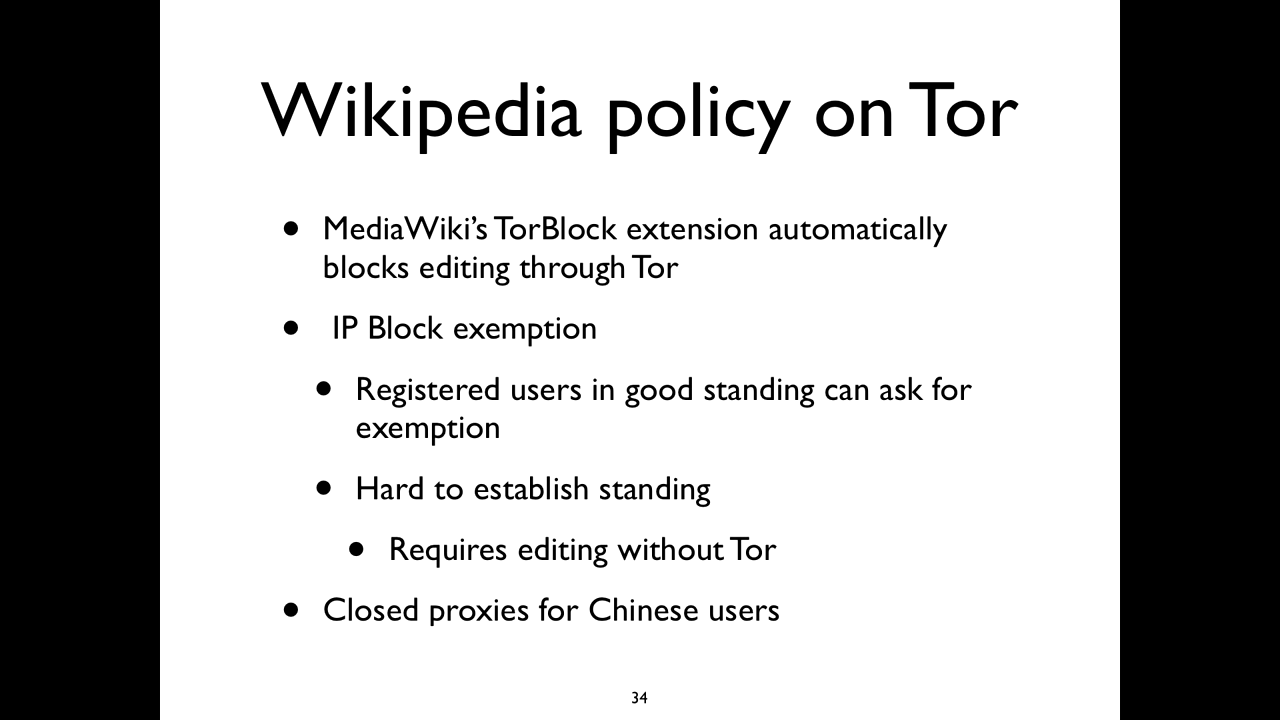 Wikipedia policy on Tor
• MediaWiki’s TorBlock extension automatically
blocks editing through Tor
• IP Block exemption
• Registered users in good standing can ask for
exemption
• Hard to establish standing
• Requires editing without Tor
• Closed proxies for Chinese users
34